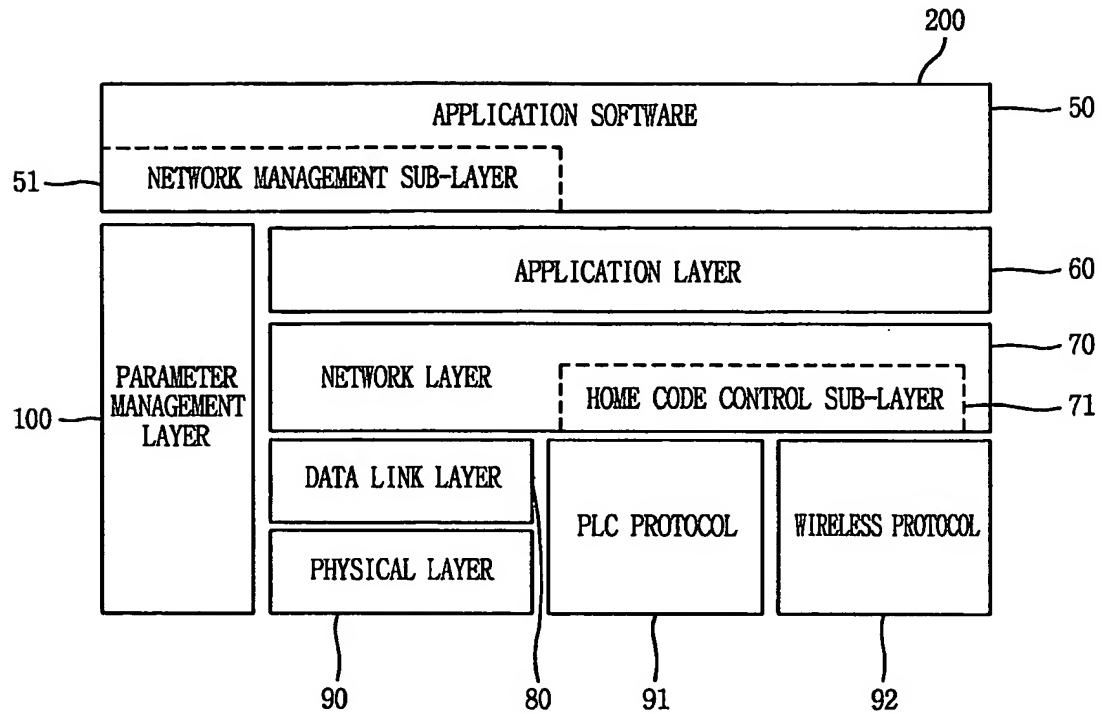 200
APPLICATION SOFTWARE
50
51
NETWORK MANAGEMENT SUB-LAYER
APPLICATION LAYER
60
NETWORK LAYER
70
HOME CODE CONTROL SUB-LAYER
71
100
PARAMETER
MANAGEMENT
LAYER
DATA LINK LAYER
PHYSICAL LAYER
PLC PROTOCOL
WIRELESS PROTOCOL
90
80
91
92